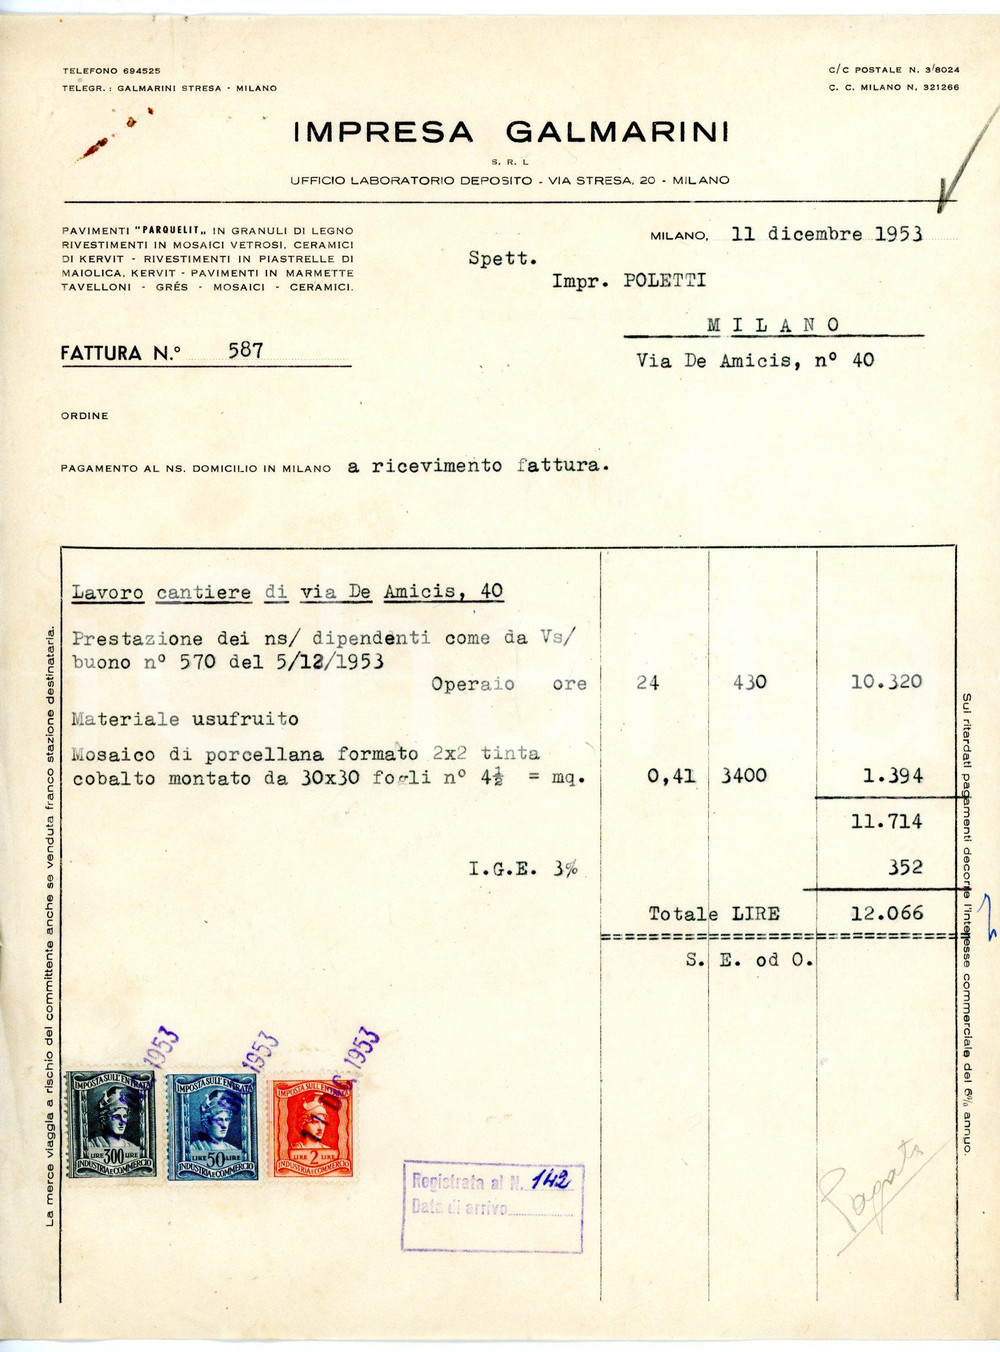 TELEFONO 694525
TELEGR.: GALMARINI STRESA - MILANO
C/C POSTALE N. 3/8024
C. C. MILANO N. 321266
IMPRESA GALMARINI
S. R. L
UFFICIO LABORATORIO DEPOSITO - VIA STRESA, 20 - MILANO
PAVIMENTI "PARQUELIT„ IN GRANULI DI LEGNO
RIVESTIMENTI IN MOSAICI VETROSI, CERAMICI
DI KERVIT - RIVESTIMENTI IN PIASTRELLE DI
MAIOLICA, KERVIT - PAVIMENTI IN MARMETTE
TAVELLONI - GRÉS - MOSAICI - CERAMICI.
MILANO, 11 dicembre 1953
Spett.
Impr. POLETTI
MILANO
Via De Amicis, n° 40
FATTURA N.° 587
ORDINE
PAGAMENTO AL NS. DOMICILIO IN MILANO a ricevimento fattura.
Lavoro cantiere di via De Amicis, 40
Prestazione dei ns/ dipendenti come da Vs/
buono n° 570 del 5/12/1953
Operaio ore 24 430 10.320
Materiale usufruito
Mosaico di porcellana formato 2x2 tinta
cobalto montato da 30x30 fogli n° 4½ = mq. 0,41 3400 1.394
11.714
I.G.E. 3% 352
Totale LIRE 12.066
S. E. od O.
La merce viaggia a rischio del committente anche se venduta franco stazione destinataria.
Sui ritardati pagamenti decorre l'interesse commerciale del 6% annuo.
1953
1953
1953
IMPOSTA SULL'ENTRATA
LIRE 300
INDUSTRIA E COMMERCIO
IMPOSTA SULL'ENTRATA
LIRE 50
INDUSTRIA E COMMERCIO
IMPOSTA SULL'ENTRATA
LIRE 2 LIRE
INDUSTRIA E COMMERCIO
Registrata al N. 142
Data di arrivo
Pagata